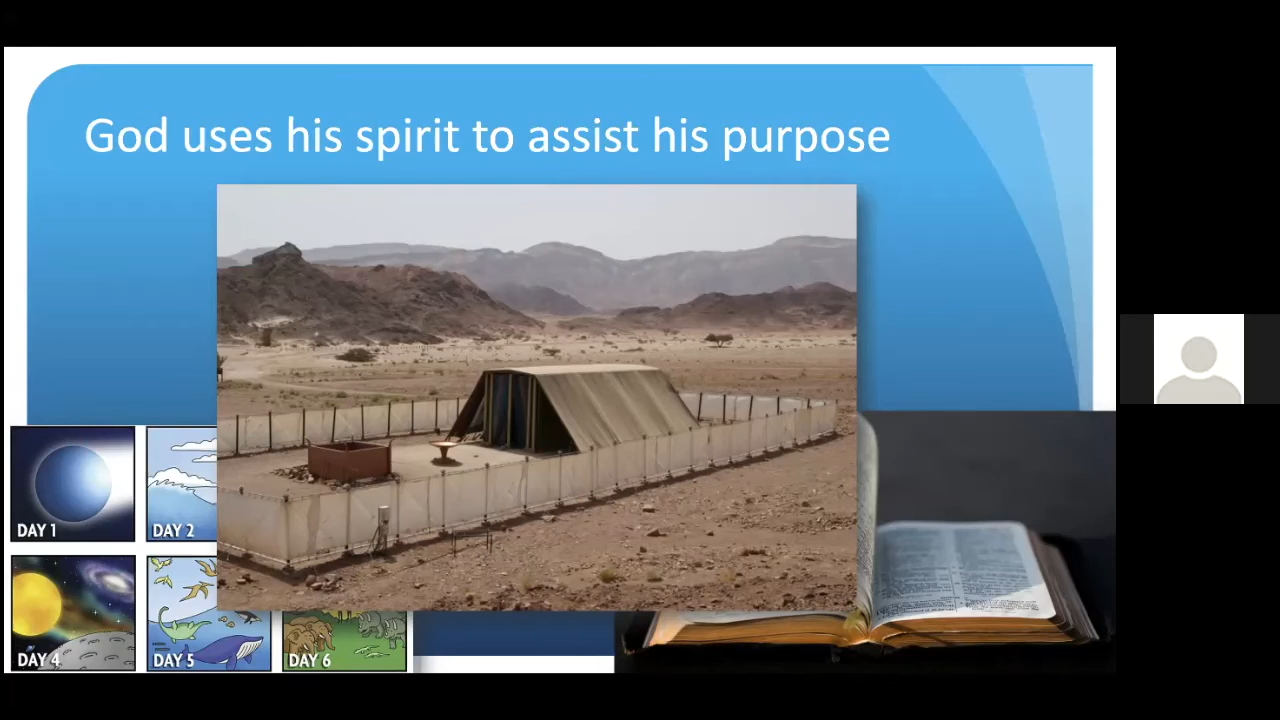 God uses his spirit to assist his purpose
DAY 1
DAY 2
DAY 4
DAY 5
DAY 6